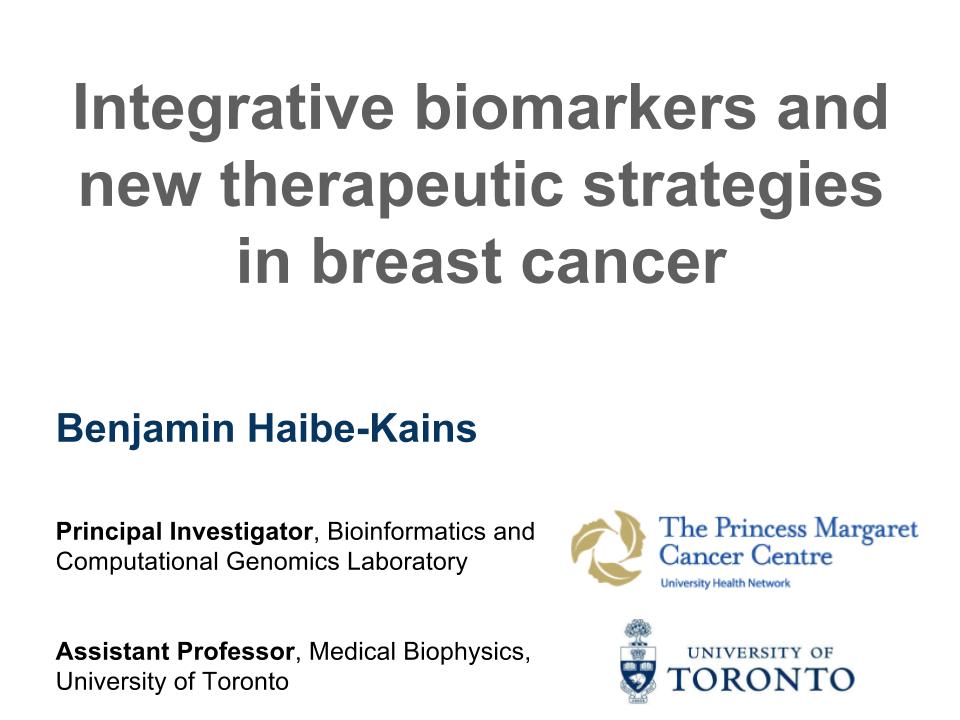 Integrative biomarkers and
new therapeutic strategies
in breast cancer
Benjamin Haibe-Kains
Principal Investigator, Bioinformatics and
Computational Genomics Laboratory
The Princess Margaret
Cancer Centre
University Health Network
Assistant Professor, Medical Biophysics,
University of Toronto
UNIVERSITY OF
TORONTO